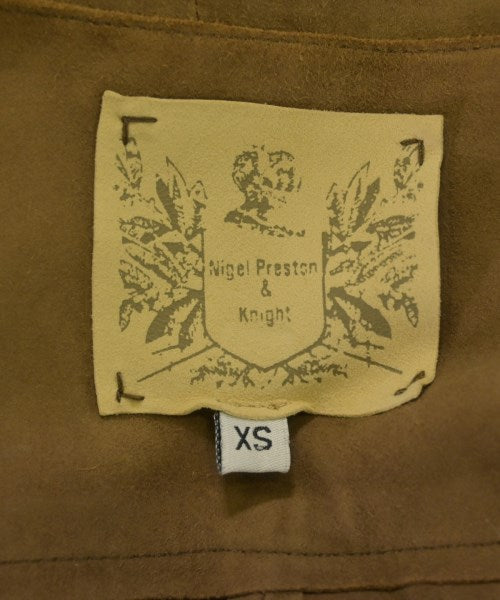 Nigel Preston
&
Knight
XS